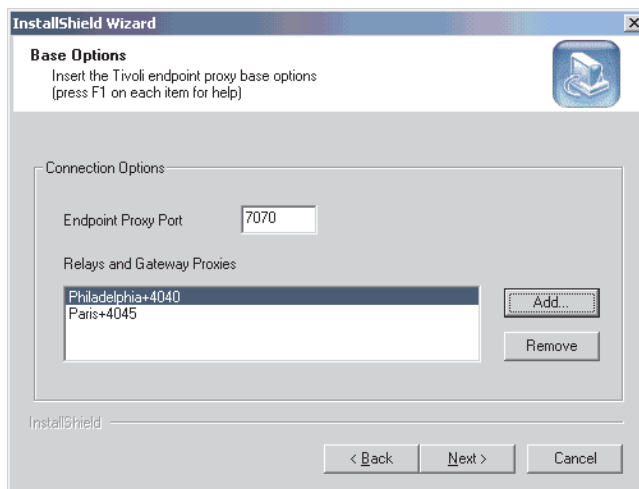 InstallShield Wizard
Base Options
Insert the Tivoli endpoint proxy base options
(press F1 on each item for help)
Connection Options
Endpoint Proxy Port 7070
Relays and Gateway Proxies
Philadelphia+4040
Paris+4045
Add...
Remove
InstallShield
< Back Next > Cancel